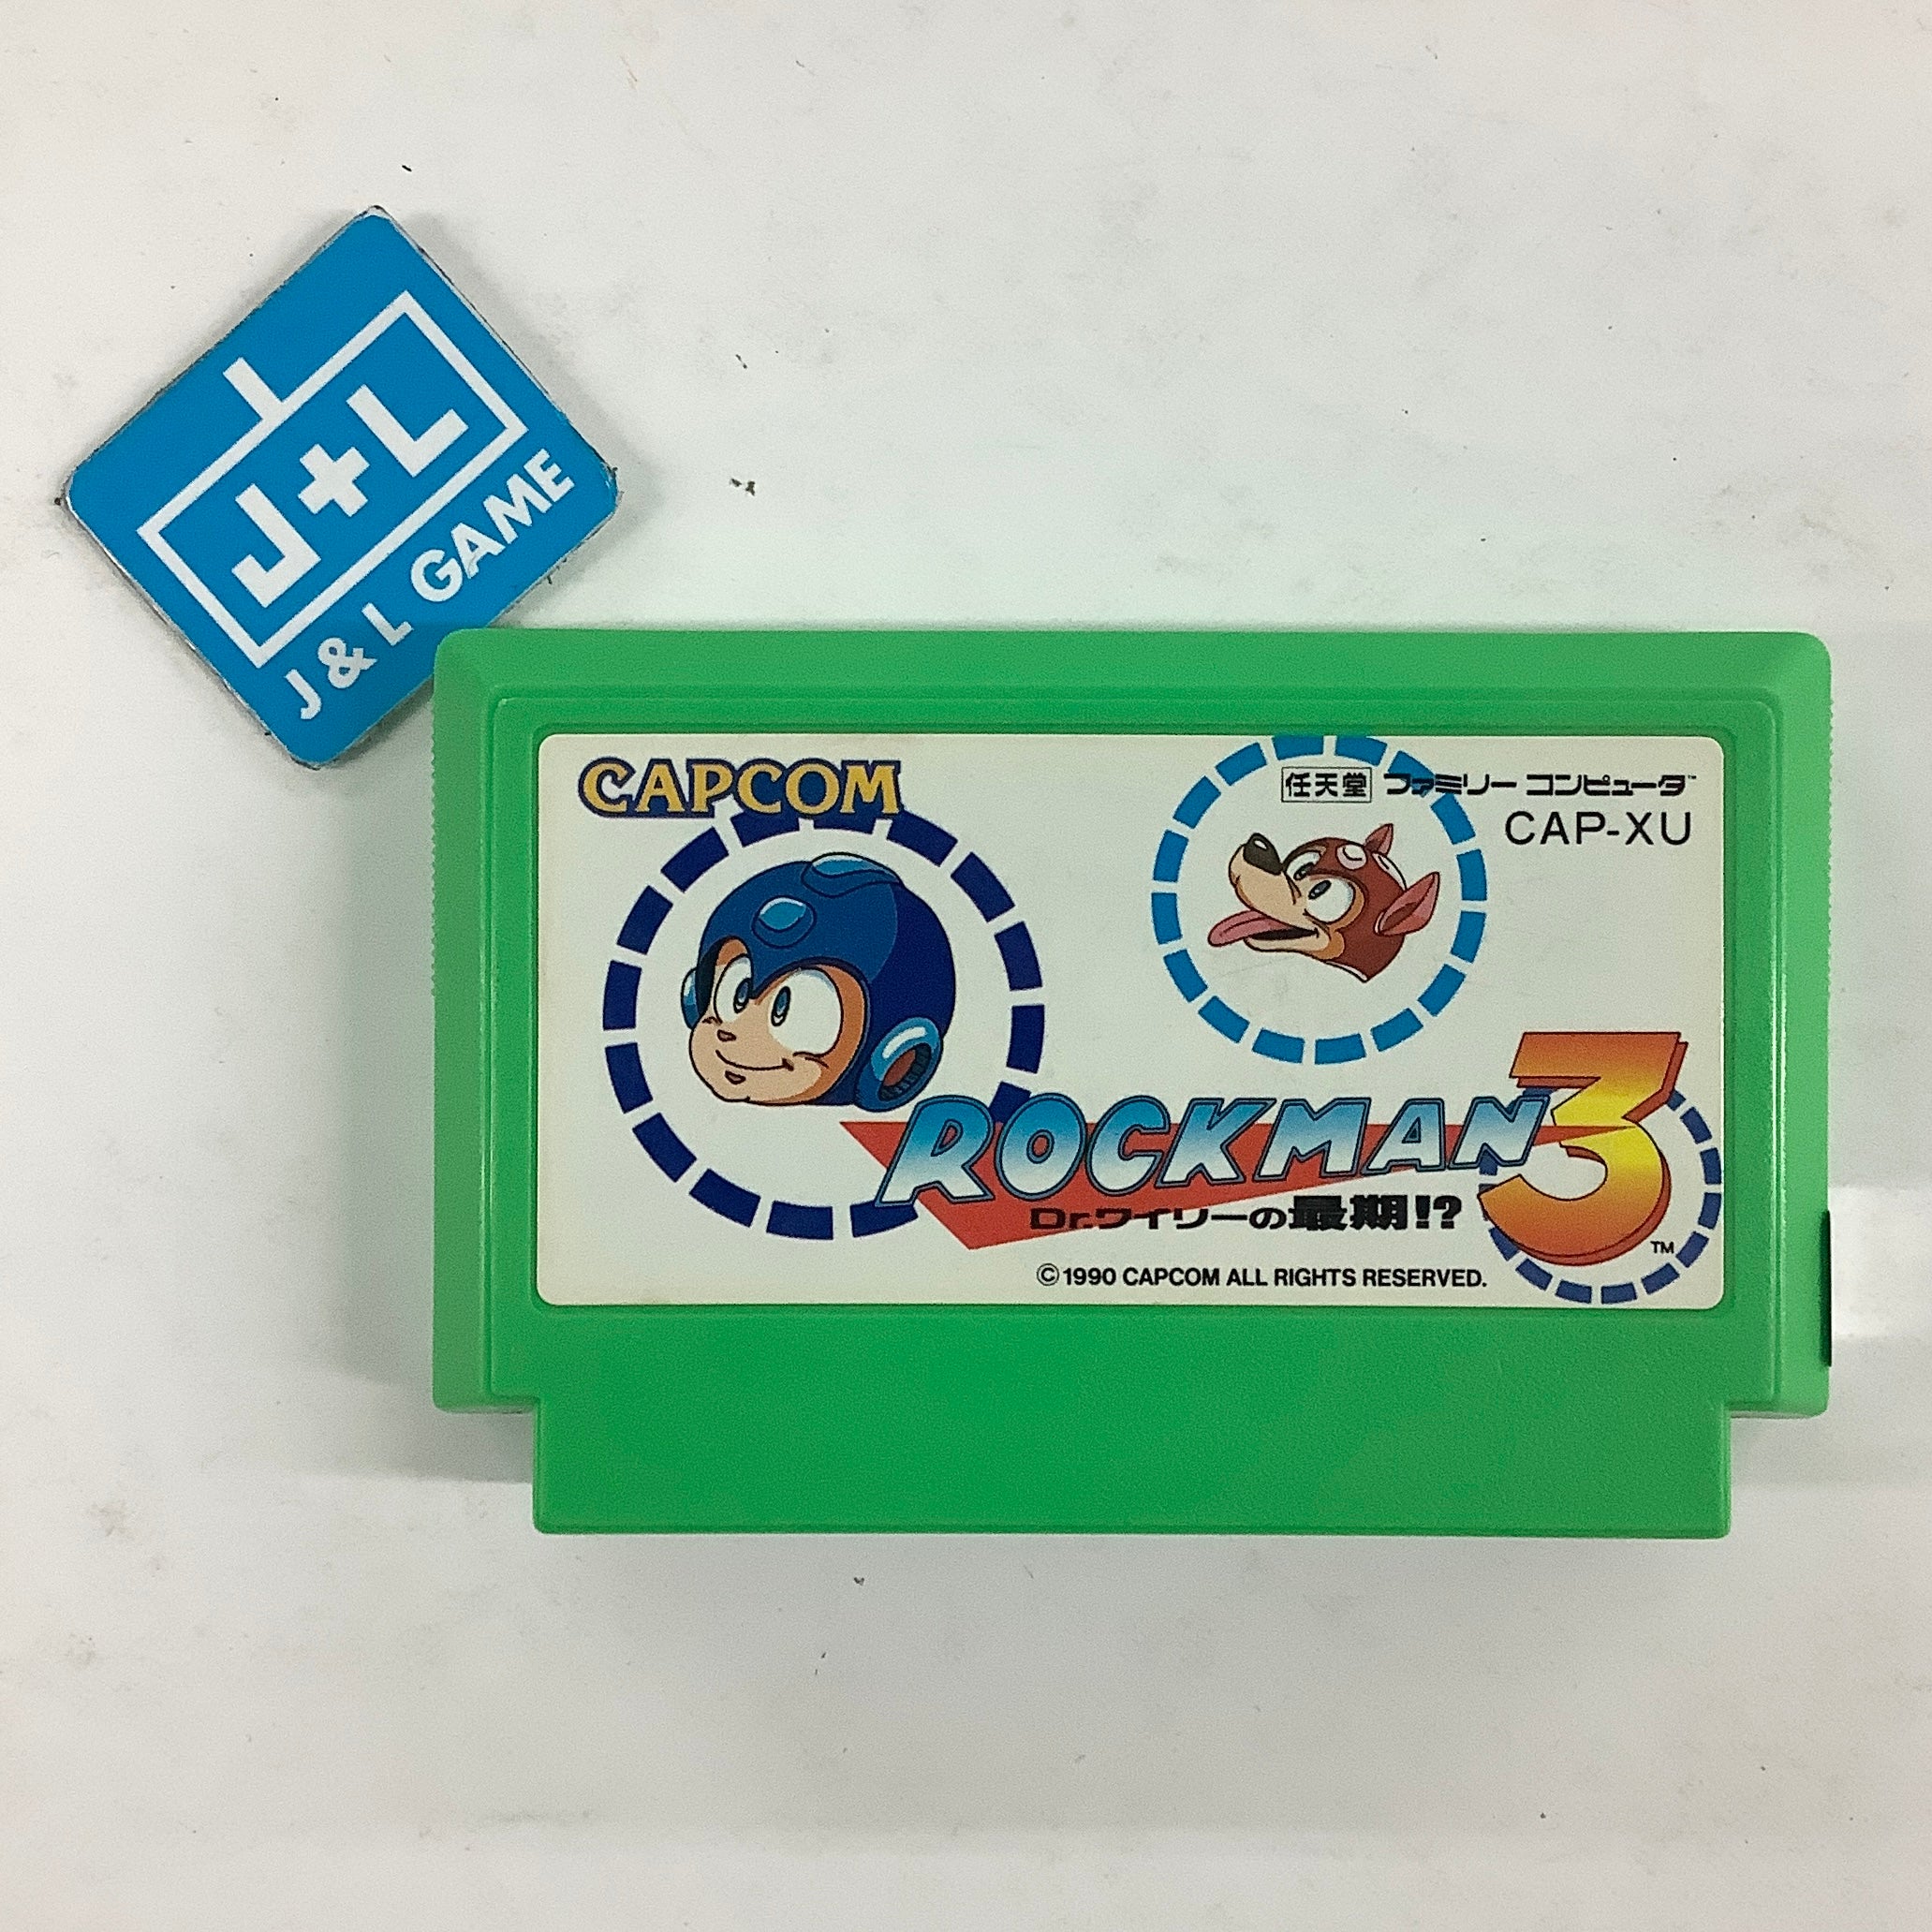 J+L
J & L GAME
CAPCOM
任天堂 ファミリー コンピュータ™
CAP-XU
ROCKMAN 3
Dr.ワイリーの最期!?
TM
©1990 CAPCOM ALL RIGHTS RESERVED.